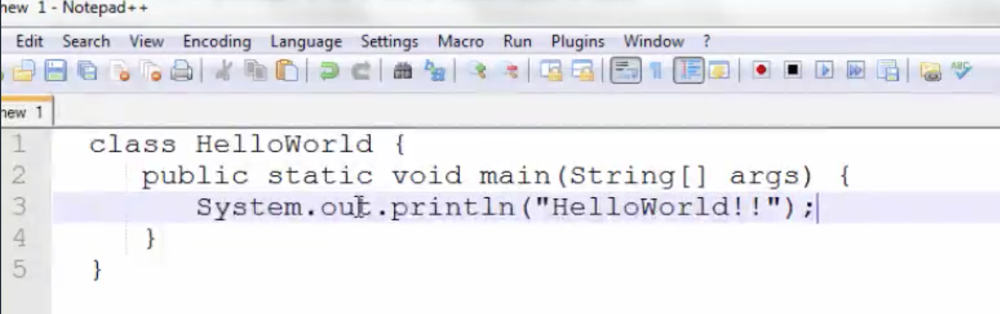 new 1 - Notepad++
Edit Search View Encoding Language Settings Macro Run Plugins Window ?
ABC
new 1
1 class HelloWorld {
2 public static void main(String[] args) {
3 System.out.println("HelloWorld!!");
4 }
5 }